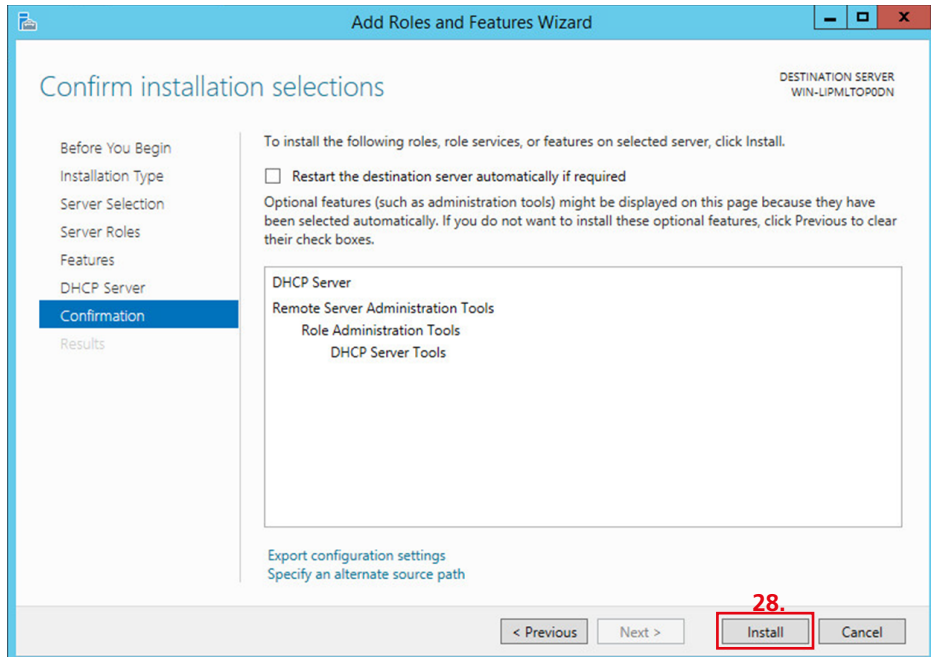 Add Roles and Features Wizard
Confirm installation selections
DESTINATION SERVER
WIN-LIPMLTOP0DN
Before You Begin
Installation Type
Server Selection
Server Roles
Features
DHCP Server
Confirmation
Results
To install the following roles, role services, or features on selected server, click Install.
Restart the destination server automatically if required
Optional features (such as administration tools) might be displayed on this page because they have
been selected automatically. If you do not want to install these optional features, click Previous to clear
their check boxes.
DHCP Server
Remote Server Administration Tools
Role Administration Tools
DHCP Server Tools
Export configuration settings
Specify an alternate source path
28.
< Previous
Next >
Install
Cancel